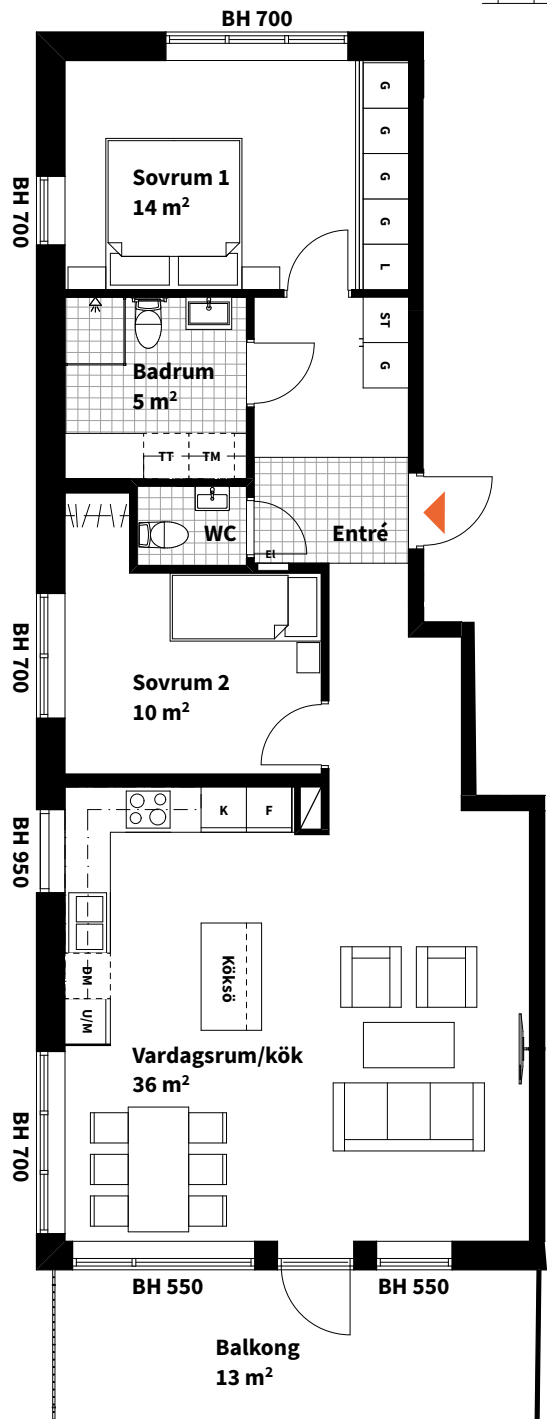 BH 700
G
G
G
G
L
BH 700
Sovrum 1
14 m²
ST
G
Badrum
5 m²
TT
TM
WC
Entré
El
BH 700
Sovrum 2
10 m²
K
F
BH 950
DM
U/M
Köksö
Vardagsrum/kök
36 m²
BH 700
BH 550
BH 550
Balkong
13 m²